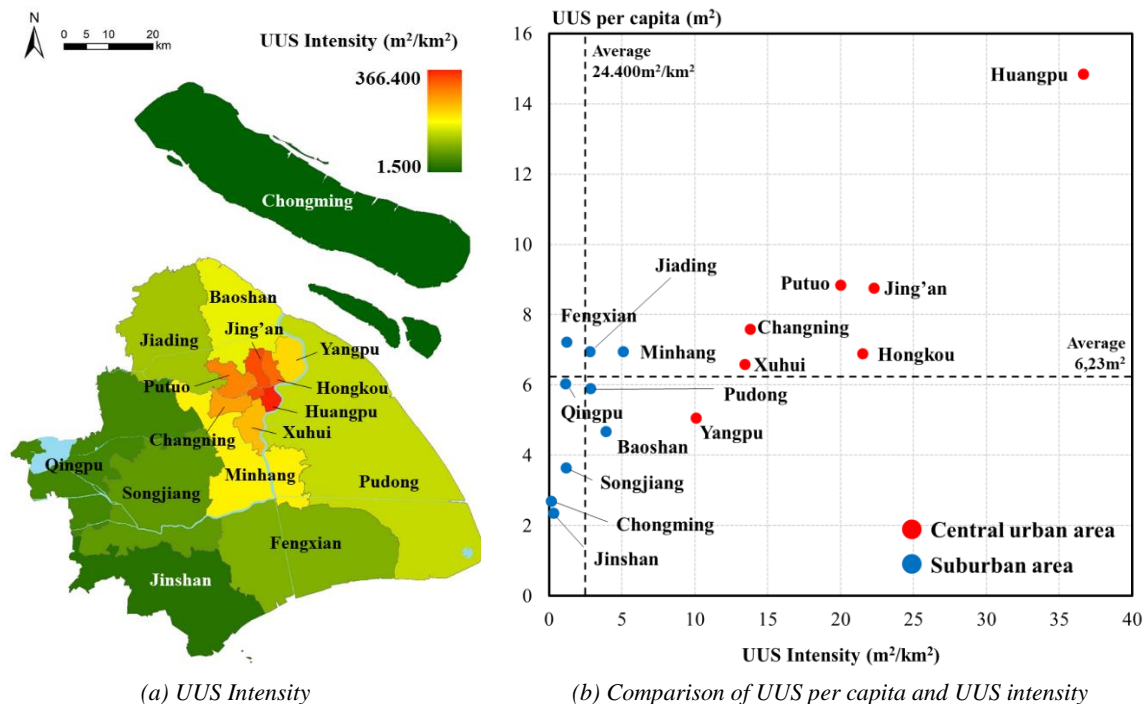 N
0 5 10 20
km
UUS Intensity (m²/km²)
366.400
1.500
Chongming
Baoshan
Jiading
Jing’an
Yangpu
Putuo
Hongkou
Huangpu
Changning
Xuhui
Qingpu
Minhang
Pudong
Songjiang
Fengxian
Jinshan
(a) UUS Intensity
UUS per capita (m²)
16
14
12
10
8
6
4
2
0
Average
24.400m²/km²
Huangpu
Jiading
Putuo
Jing’an
Fengxian
Changning
Minhang
Hongkou
Xuhui
Average
6,23m²
Qingpu
Pudong
Yangpu
Baoshan
Songjiang
Chongming
Jinshan
Central urban area
Suburban area
0 5 10 15 20 25 30 35 40
UUS Intensity (m²/km²)
(b) Comparison of UUS per capita and UUS intensity